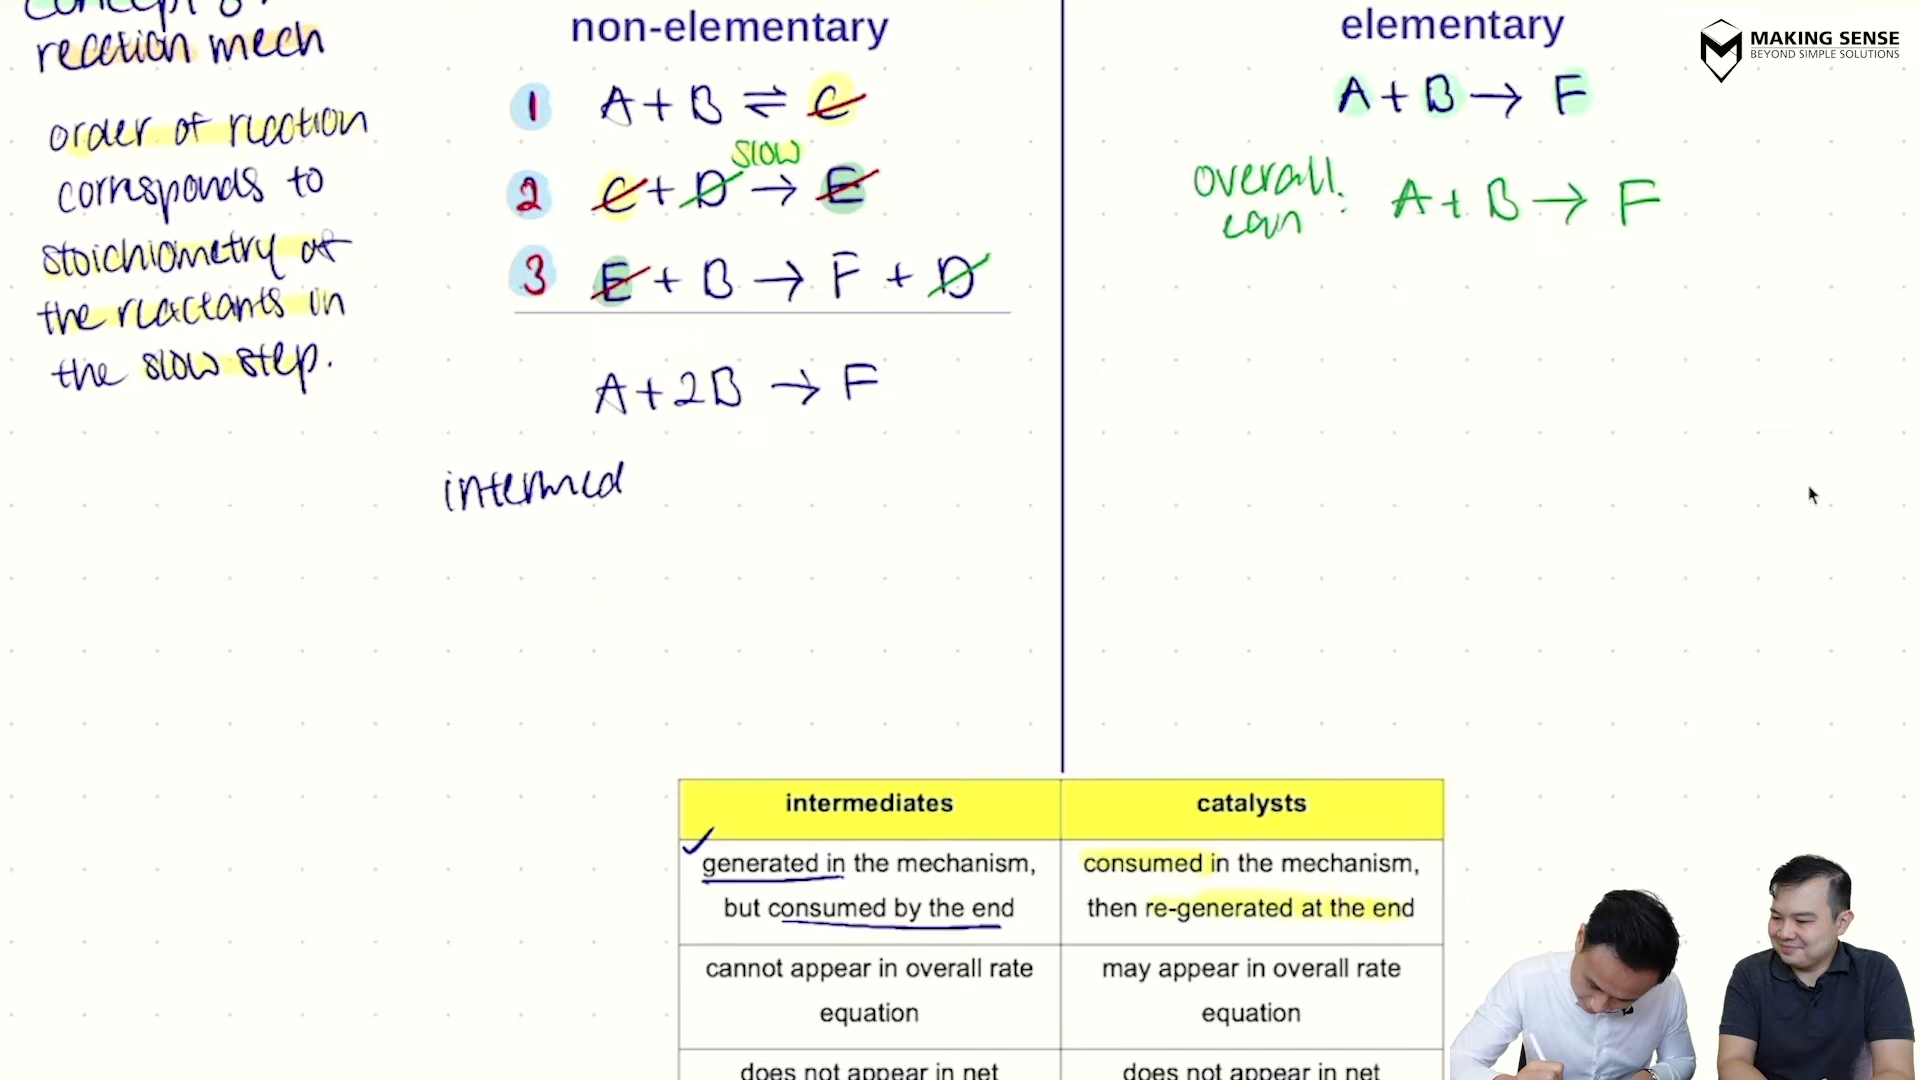 reaction mech
order of reaction
corresponds to
stoichiometry of
the reactants in
the slow step.
non-elementary
1 A + B ⇌ C
slow
2 C + D → E
3 E + B → F + D
A + 2B → F
intermed
elementary
A + B → F
overall
eqn : A + B → F
MAKING SENSE
BEYOND SIMPLE SOLUTIONS
intermediates
generated in the mechanism,
but consumed by the end
cannot appear in overall rate
equation
does not appear in net
catalysts
consumed in the mechanism,
then re-generated at the end
may appear in overall rate
equation
does not appear in net